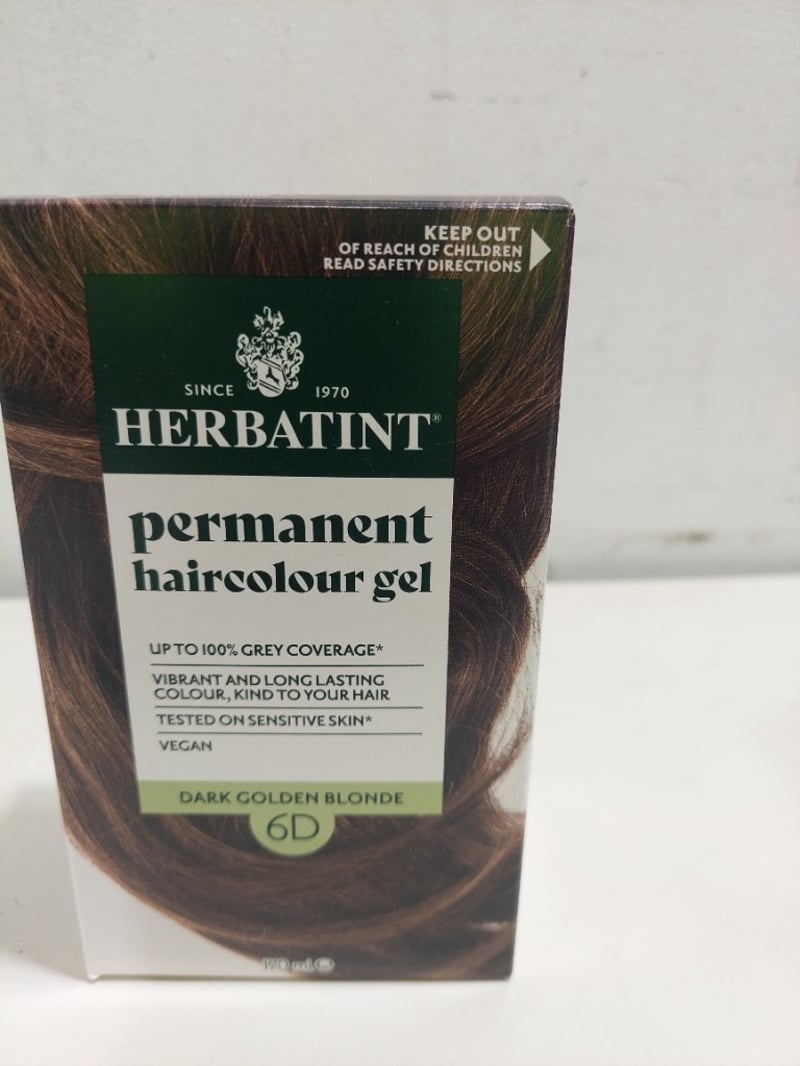 KEEP OUT
OF REACH OF CHILDREN
READ SAFETY DIRECTIONS
SINCE 1970
HERBATINT®
permanent
haircolour gel
UP TO 100% GREY COVERAGE*
VIBRANT AND LONG LASTING
COLOUR, KIND TO YOUR HAIR
TESTED ON SENSITIVE SKIN*
VEGAN
DARK GOLDEN BLONDE
6D
170 ml ℮